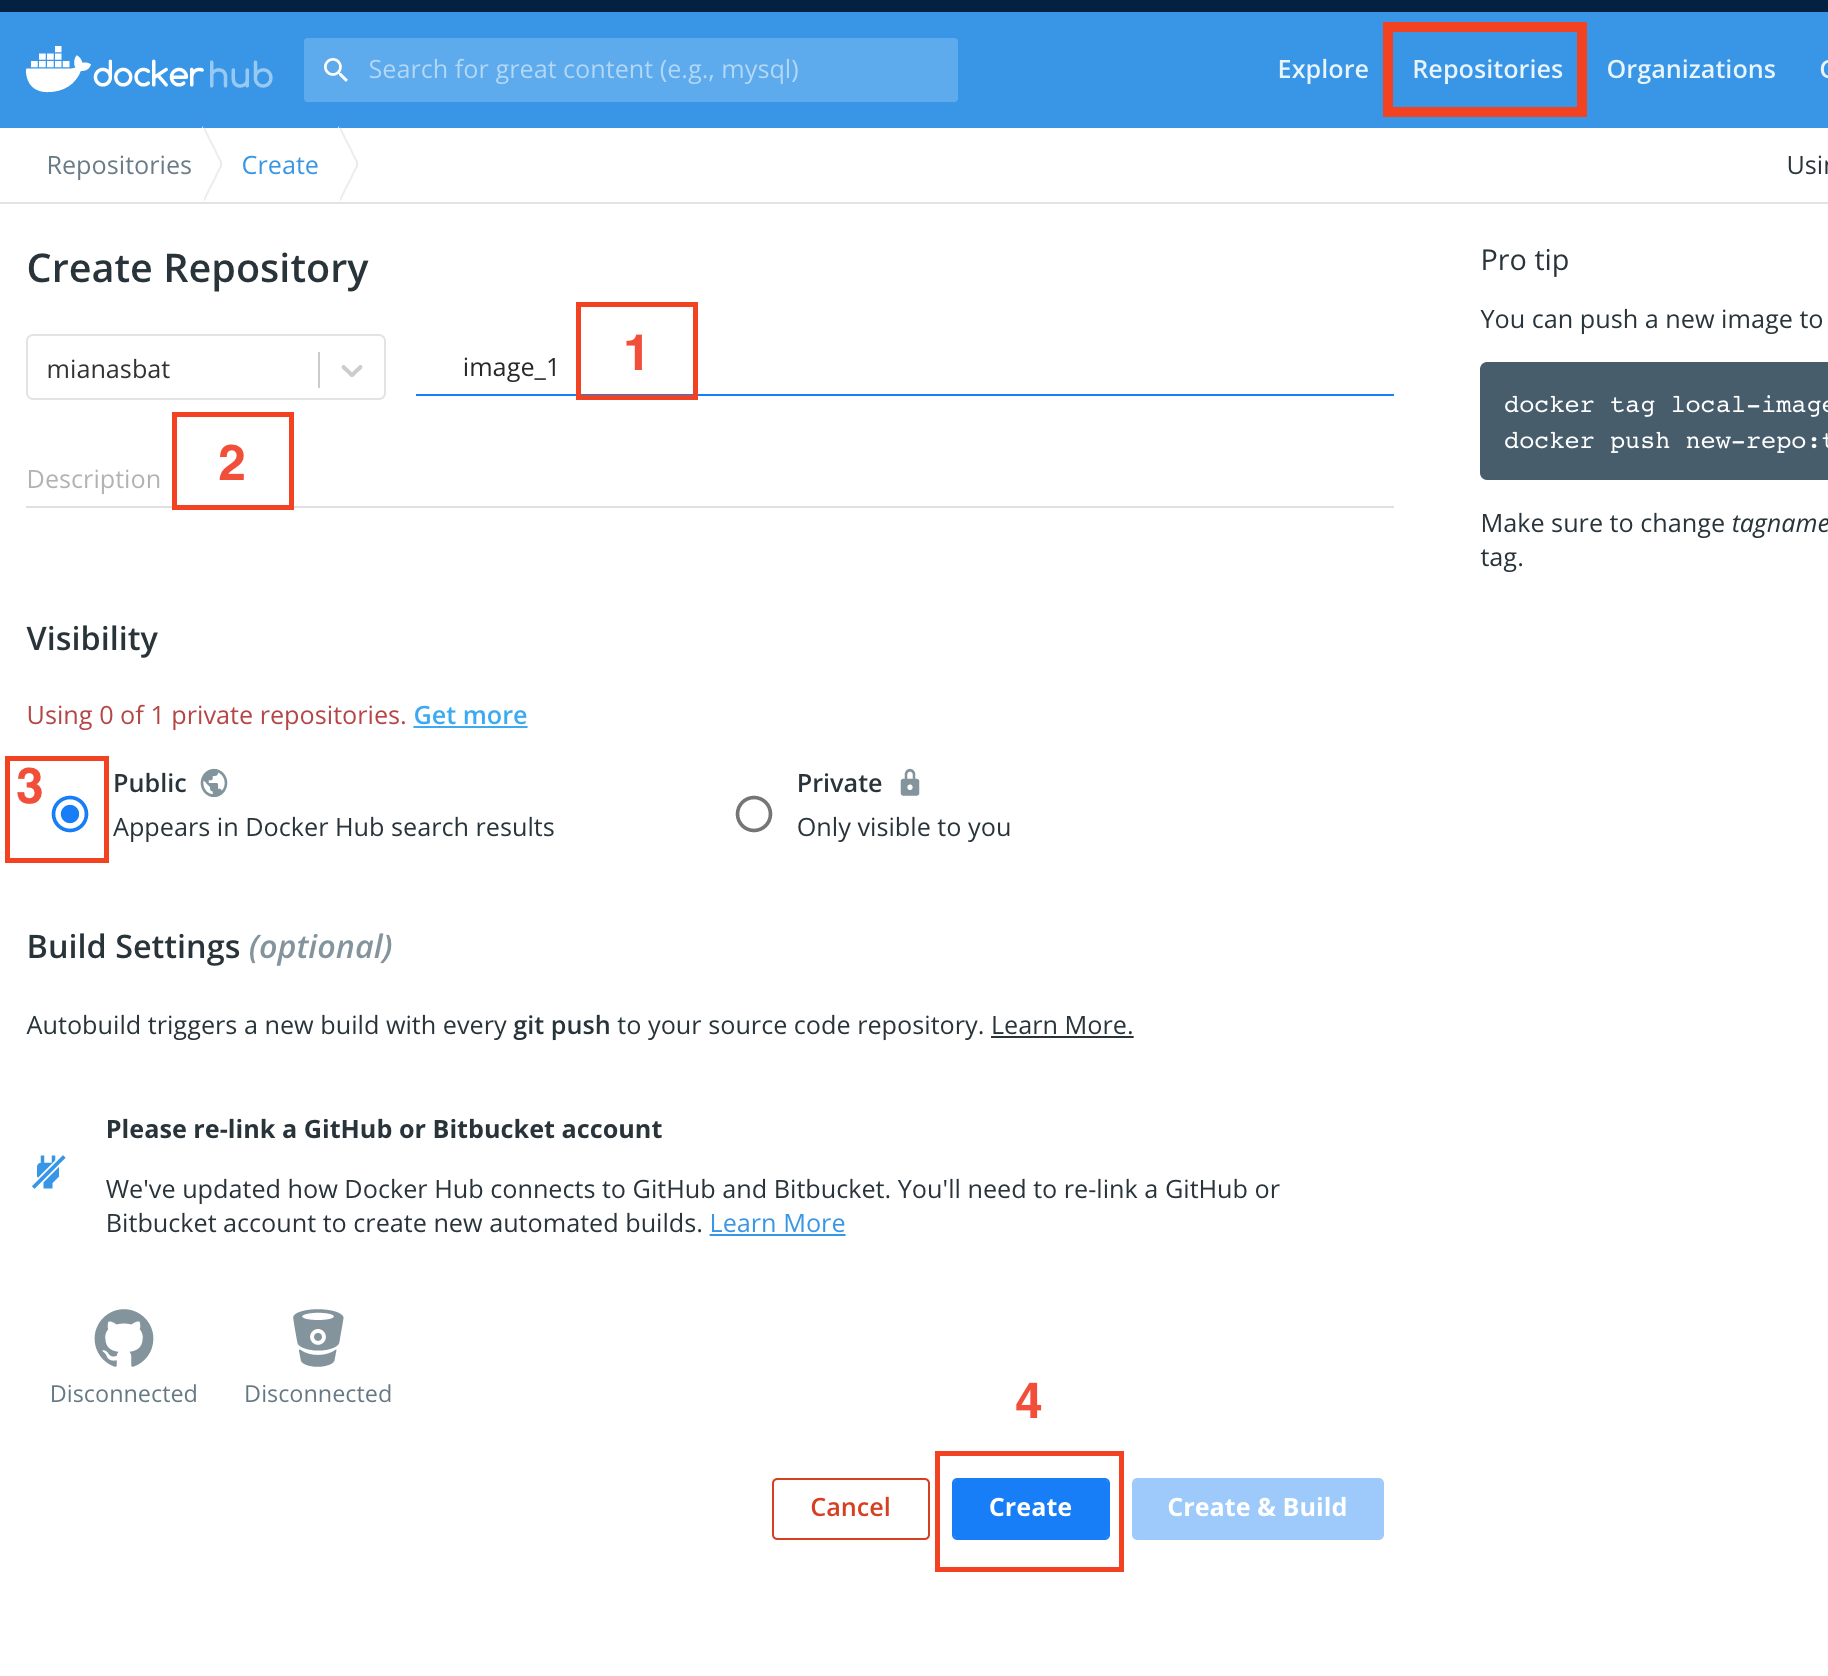 dockerhub
Search for great content (e.g., mysql)
Explore
Repositories
Organizations
Repositories
Create
Create Repository
mianasbat
image_1
1
Description
2
Pro tip
You can push a new image to
docker tag local-image
docker push new-repo:t
Make sure to change tagname
tag.
Visibility
Using 0 of 1 private repositories. Get more
3
Public
Appears in Docker Hub search results
Private
Only visible to you
Build Settings (optional)
Autobuild triggers a new build with every git push to your source code repository. Learn More.
Please re-link a GitHub or Bitbucket account
We've updated how Docker Hub connects to GitHub and Bitbucket. You'll need to re-link a GitHub or
Bitbucket account to create new automated builds. Learn More
Disconnected
Disconnected
4
Cancel
Create
Create & Build